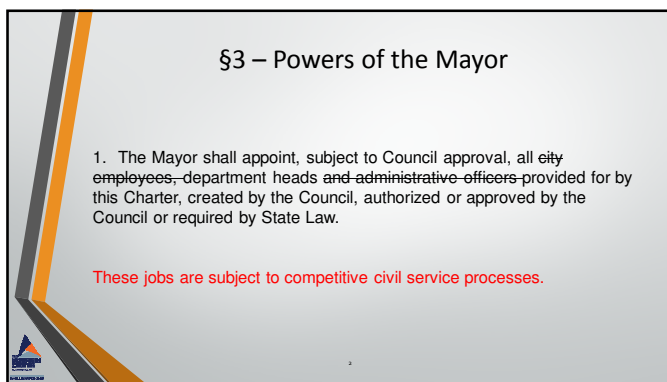 §3 – Powers of the Mayor
1. The Mayor shall appoint, subject to Council approval, all city
employees, department heads and administrative officers provided for by
this Charter, created by the Council, authorized or approved by the
Council or required by State Law.
These jobs are subject to competitive civil service processes.